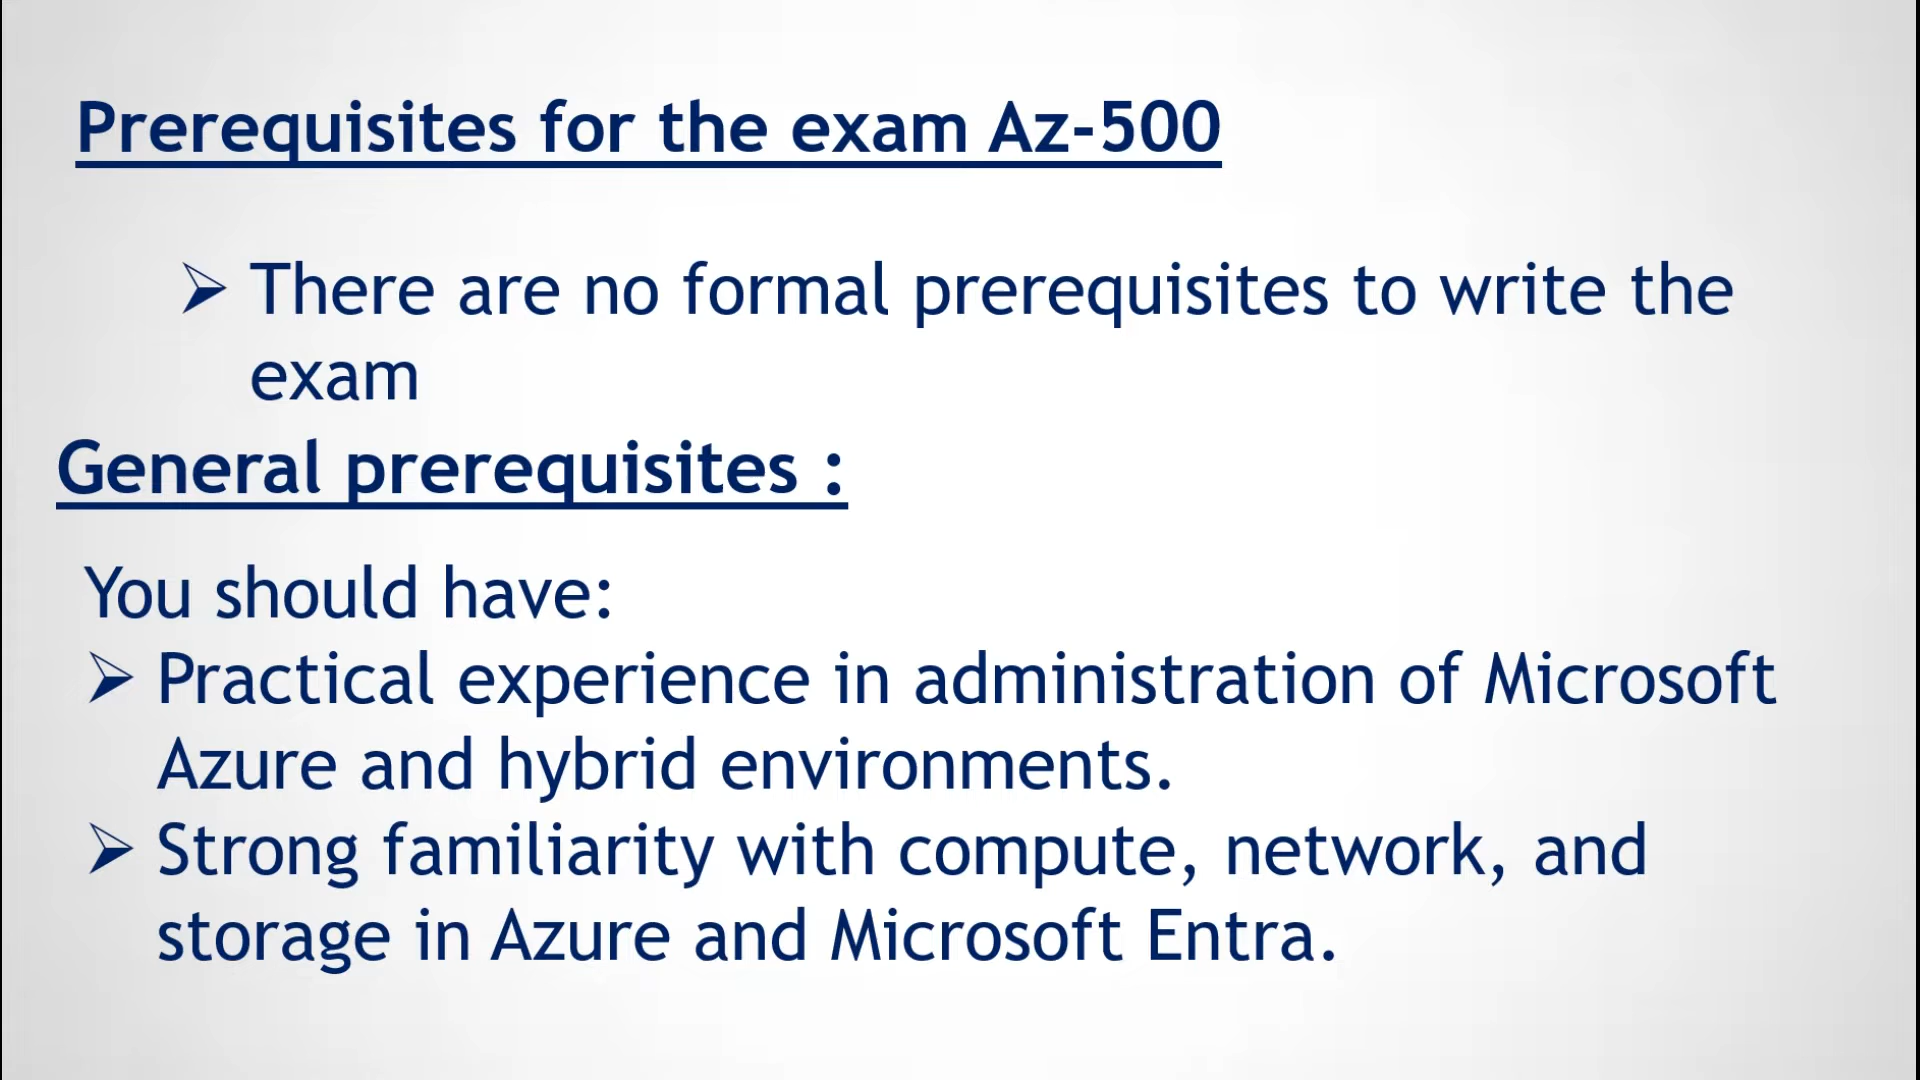 Prerequisites for the exam Az-500
➢ There are no formal prerequisites to write the
exam
General prerequisites :
You should have:
➢ Practical experience in administration of Microsoft
Azure and hybrid environments.
➢ Strong familiarity with compute, network, and
storage in Azure and Microsoft Entra.